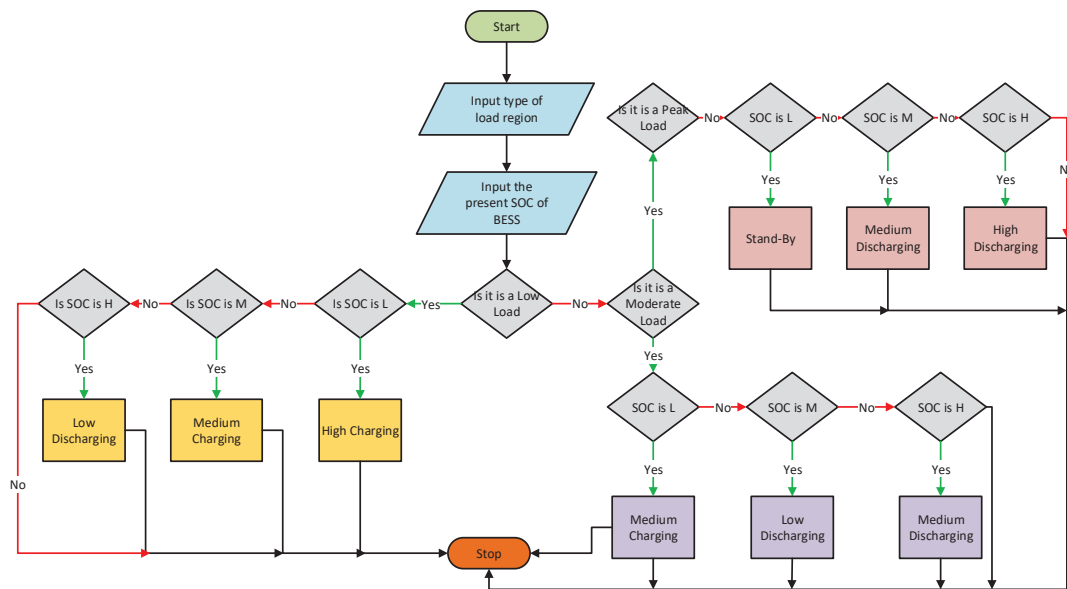 Start
Input type of
load region
Input the
present SOC of
BESS
Is it is a Low
Load
Yes
Is SOC is L
No
Is SOC is M
No
Is SOC is H
No
Yes
Yes
Yes
High Charging
Medium
Charging
Low
Discharging
No
Is it is a
Moderate
Load
Yes
Is it is a Peak
Load
No
SOC is L
No
SOC is M
No
SOC is H
Yes
Yes
Yes
Stand-By
Medium
Discharging
High
Discharging
Yes
SOC is L
No
SOC is M
No
SOC is H
Yes
Yes
Yes
Medium
Charging
Low
Discharging
Medium
Discharging
Stop